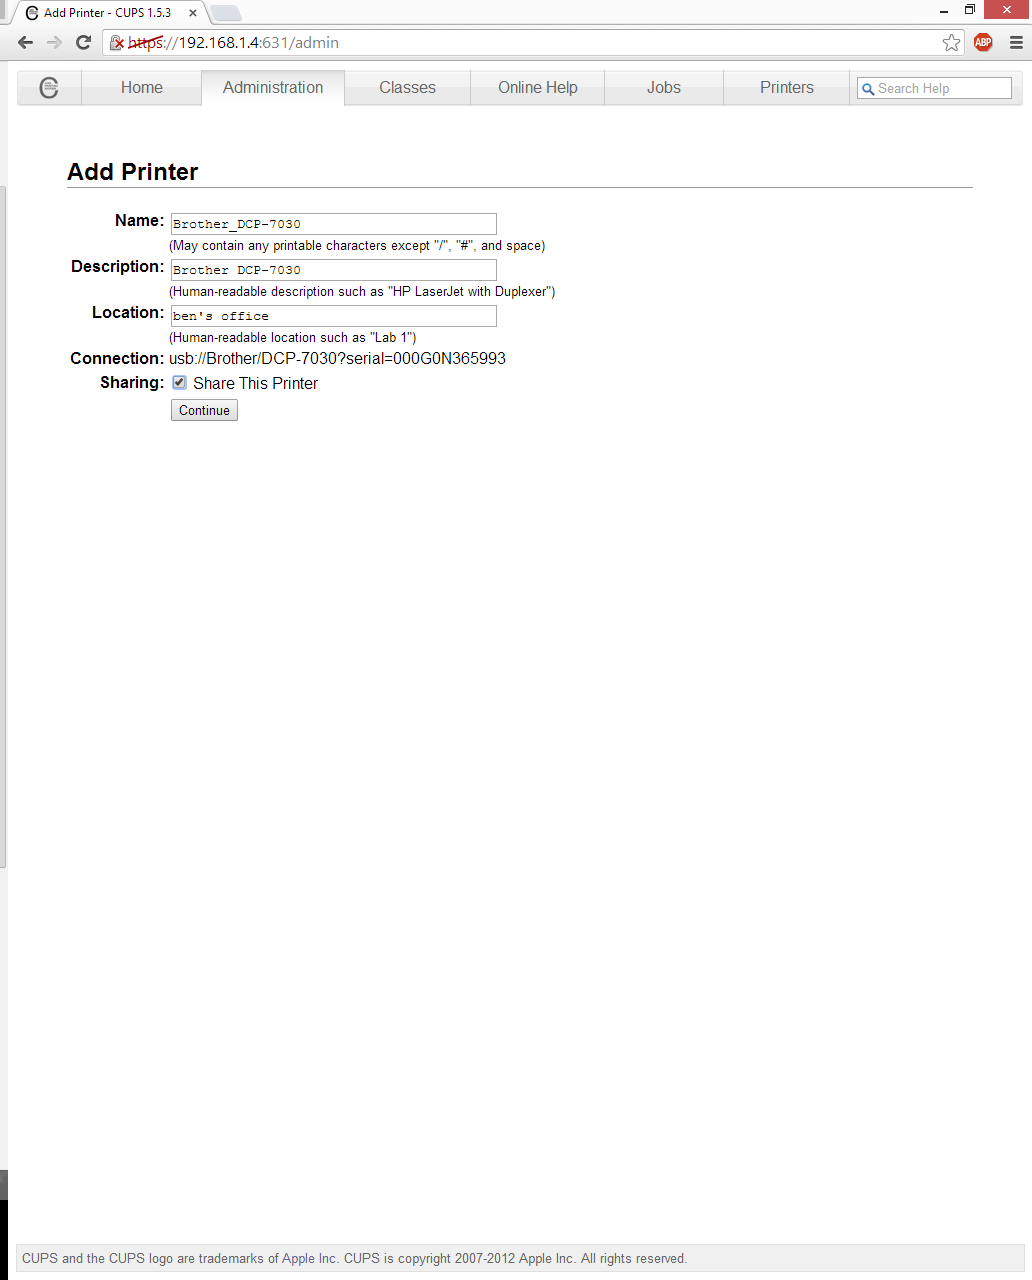 Add Printer - CUPS 1.5.3
https://192.168.1.4:631/admin
ABP
Home Administration Classes Online Help Jobs Printers Search Help
Add Printer
Name: Brother_DCP-7030
(May contain any printable characters except "/", "#", and space)
Description: Brother DCP-7030
(Human-readable description such as "HP LaserJet with Duplexer")
Location: ben's office
(Human-readable location such as "Lab 1")
Connection: usb://Brother/DCP-7030?serial=000G0N365993
Sharing: Share This Printer
Continue
CUPS and the CUPS logo are trademarks of Apple Inc. CUPS is copyright 2007-2012 Apple Inc. All rights reserved.